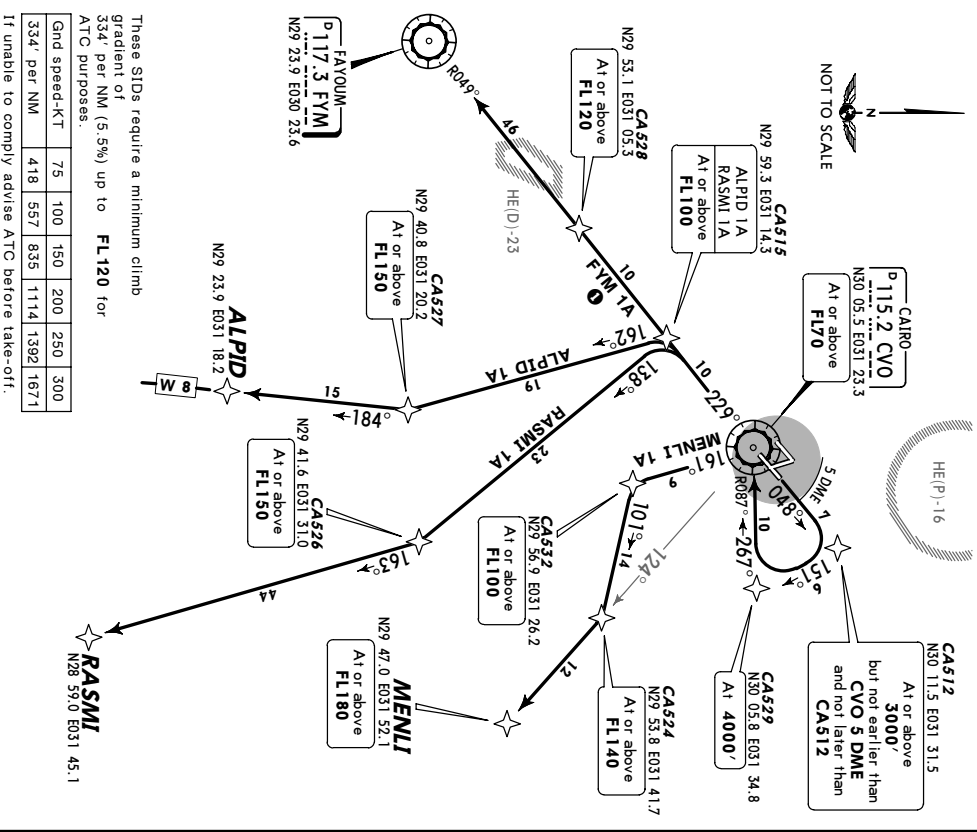 HE(P)-16
NOT TO SCALE
N
CAIRO
D 115.2 CVO
N30 05.5 E031 23.3
At or above
FL70
CA515
N29 59.3 E031 14.3
ALPID 1A
RASMI 1A
At or above
FL100
CA528
N29 53.1 E031 05.3
At or above
FL120
FAYOUM
D 117.3 FYM
N29 23.9 E030 23.6
R049°
46
HE(D)-23
10
FYM 1A
1
10
229°
5 DME
7
048°
151°
6
R087°
267°
10
CA512
N30 11.5 E031 31.5
At or above
3000'
but not earlier than
CVO 5 DME
and not later than
CA512
CA529
N30 05.8 E031 34.8
At 4000'
MENLI 1A
161°
9
CA532
N29 56.9 E031 26.2
At or above
FL100
101°
14
124°
CA524
N29 53.8 E031 41.7
At or above
FL140
12
MENLI
N29 47.0 E031 52.1
At or above
FL180
162°
ALPID 1A
19
CA527
N29 40.8 E031 20.2
At or above
FL150
184°
15
ALPID
N29 23.9 E031 18.2
W 8
138°
RASMI 1A
23
CA526
N29 41.6 E031 31.0
At or above
FL150
163°
44
RASMI
N28 59.0 E031 45.1
These SIDs require a minimum climb
gradient of
334' per NM (5.5%) up to FL120 for
ATC purposes.
Gnd speed-KT 75 100 150 200 250 300
334' per NM 418 557 835 1114 1392 1671
If unable to comply advise ATC before take-off.